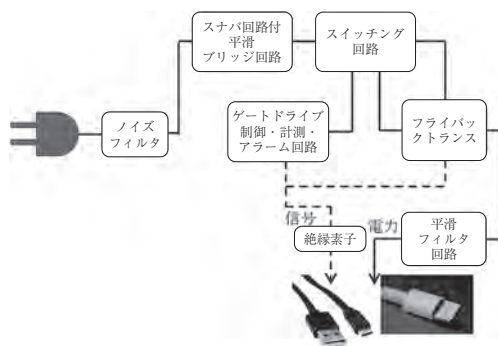 スナバ回路付
平滑
ブリッジ回路
スイッチング
回路
ノイズ
フィルタ
ゲートドライブ
制御・計測・
アラーム回路
フライバッ
クトランス
信号
絶縁素子
電力
平滑
フィルタ
回路